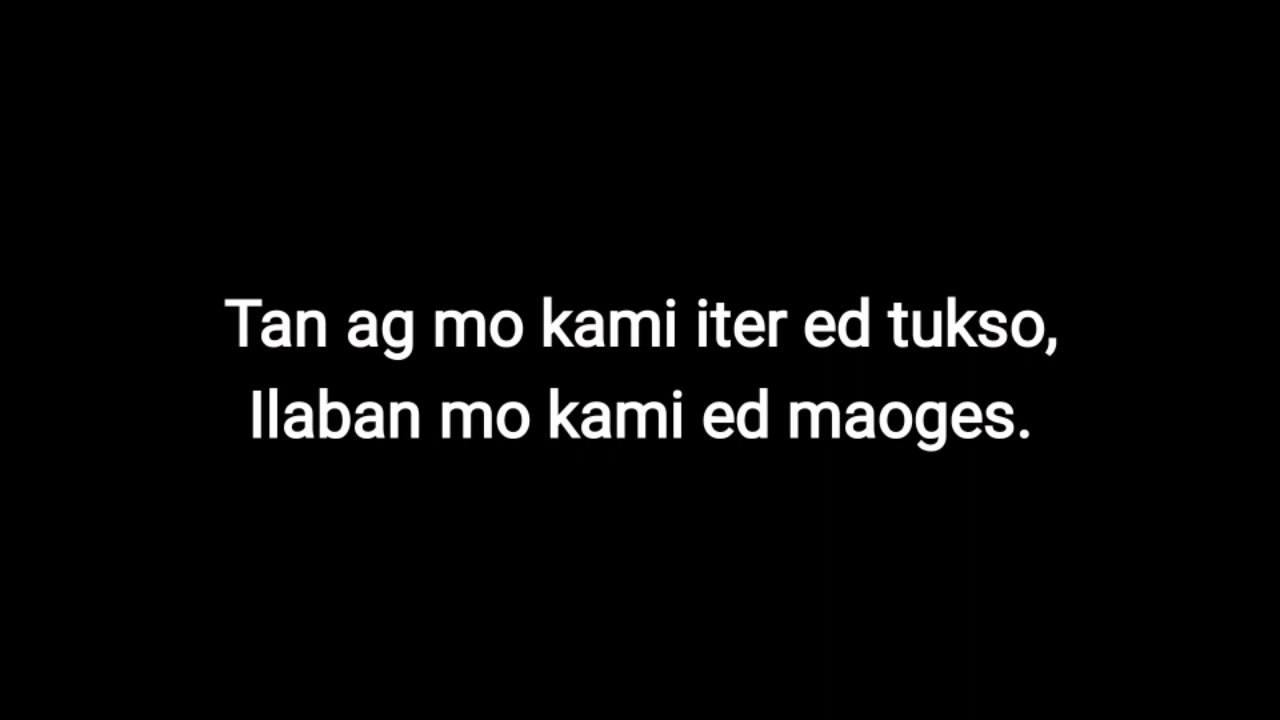 Tan ag mo kami iter ed tukso,
Ilaban mo kami ed maoges.